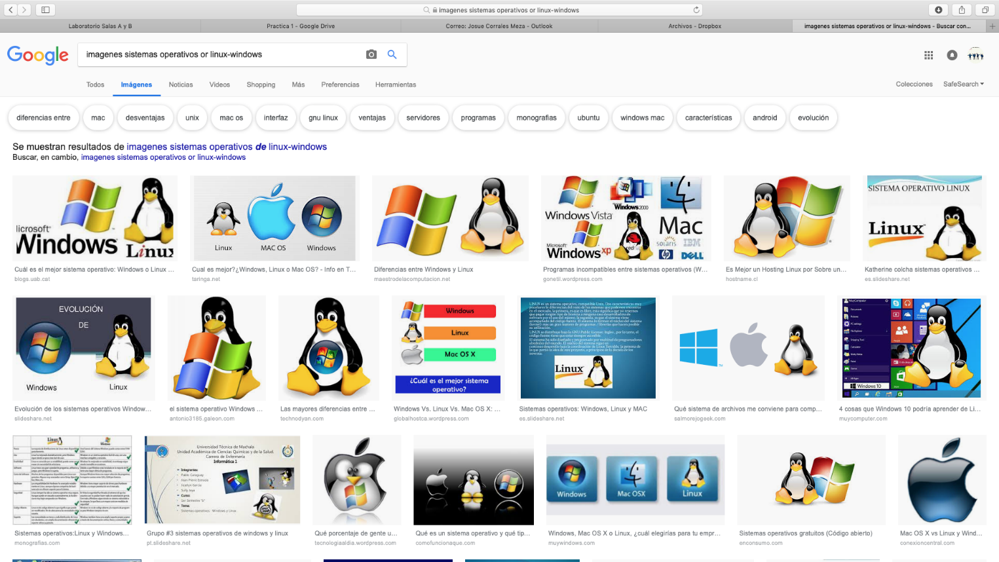 imagenes sistemas operativos or linux-windows
Laboratorio Salas A y B
Practica 1 - Google Drive
Correo: Josue Corrales Meza - Outlook
Archivos - Dropbox
imagenes sistemas operativos or linux-windows - Buscar con...
Google
imagenes sistemas operativos or linux-windows
Todos
Imágenes
Noticias
Videos
Shopping
Más
Preferencias
Herramientas
Colecciones
SafeSearch
diferencias entre
mac
desventajas
unix
mac os
interfaz
gnu linux
ventajas
servidores
programas
monografias
ubuntu
windows mac
características
android
evolución
Se muestran resultados de imagenes sistemas operativos de linux-windows
Buscar, en cambio, imagenes sistemas operativos or linux-windows
Windows
Linux
Linux
MAC OS
Windows
Windows Vista
Windows 2000
Mac
Microsoft
Windows xp
solaris
IBM
hp
DELL
SISTEMA OPERATIVO LINUX
Linux
Cuál es el mejor sistema operativo: Windows o Linux ...
blogs.uab.cat
Cual es mejor?¿Windows, Linux o Mac OS? - Info en T...
taringa.net
Diferencias entre Windows y Linux
maestrodelacomputacion.net
Programas incompatibles entre sistemas operativos (W...
gonetil.wordpress.com
Es Mejor un Hosting Linux por Sobre un...
hostname.cl
Katherine colcha sistemas operativos ...
es.slideshare.net
EVOLUCIÓN
DE
Windows
Linux
Windows
Linux
Mac OS X
¿Cuál es el mejor sistema
operativo?
Linux
Windows 10
Evolución de los sistemas operativos Window...
slideshare.net
el sistema operativo Windows ...
antonio3185.galeon.com
Las mayores diferencias entre ...
technodyan.com
Windows Vs. Linux Vs. Mac OS X: ...
globalhostca.wordpress.com
Sistemas operativos: Windows, Linux y MAC
es.slideshare.net
Qué sistema de archivos me conviene para comp...
salmorejogeek.com
4 cosas que Windows 10 podría aprender de Li...
muycomputer.com
Linux
Universidad Técnica de Machala
Unidad Académica de Ciencias Químicas y de la Salud.
Carrera de Enfermería
Informática 1
Integrantes:
Curso:
Tema:
Sistemas operativos Windows y Linux.
Windows
Mac OSX
Linux
Sistemas operativos:Linux y Windows...
monografias.com
Grupo #3 sistemas operativos de windows y linux
pt.slideshare.net
Qué porcentaje de gente u...
tecnologiaaldia.wordpress.com
Qué es un sistema operativo y qué tip...
comofuncionaque.com
Windows, Mac OS X o Linux, ¿cuál elegirías para tu empr...
muywindows.com
Sistemas operativos gratuitos (Código abierto)
enconsumo.com
Mac OS X vs Linux y Wind...
conexioncentral.com